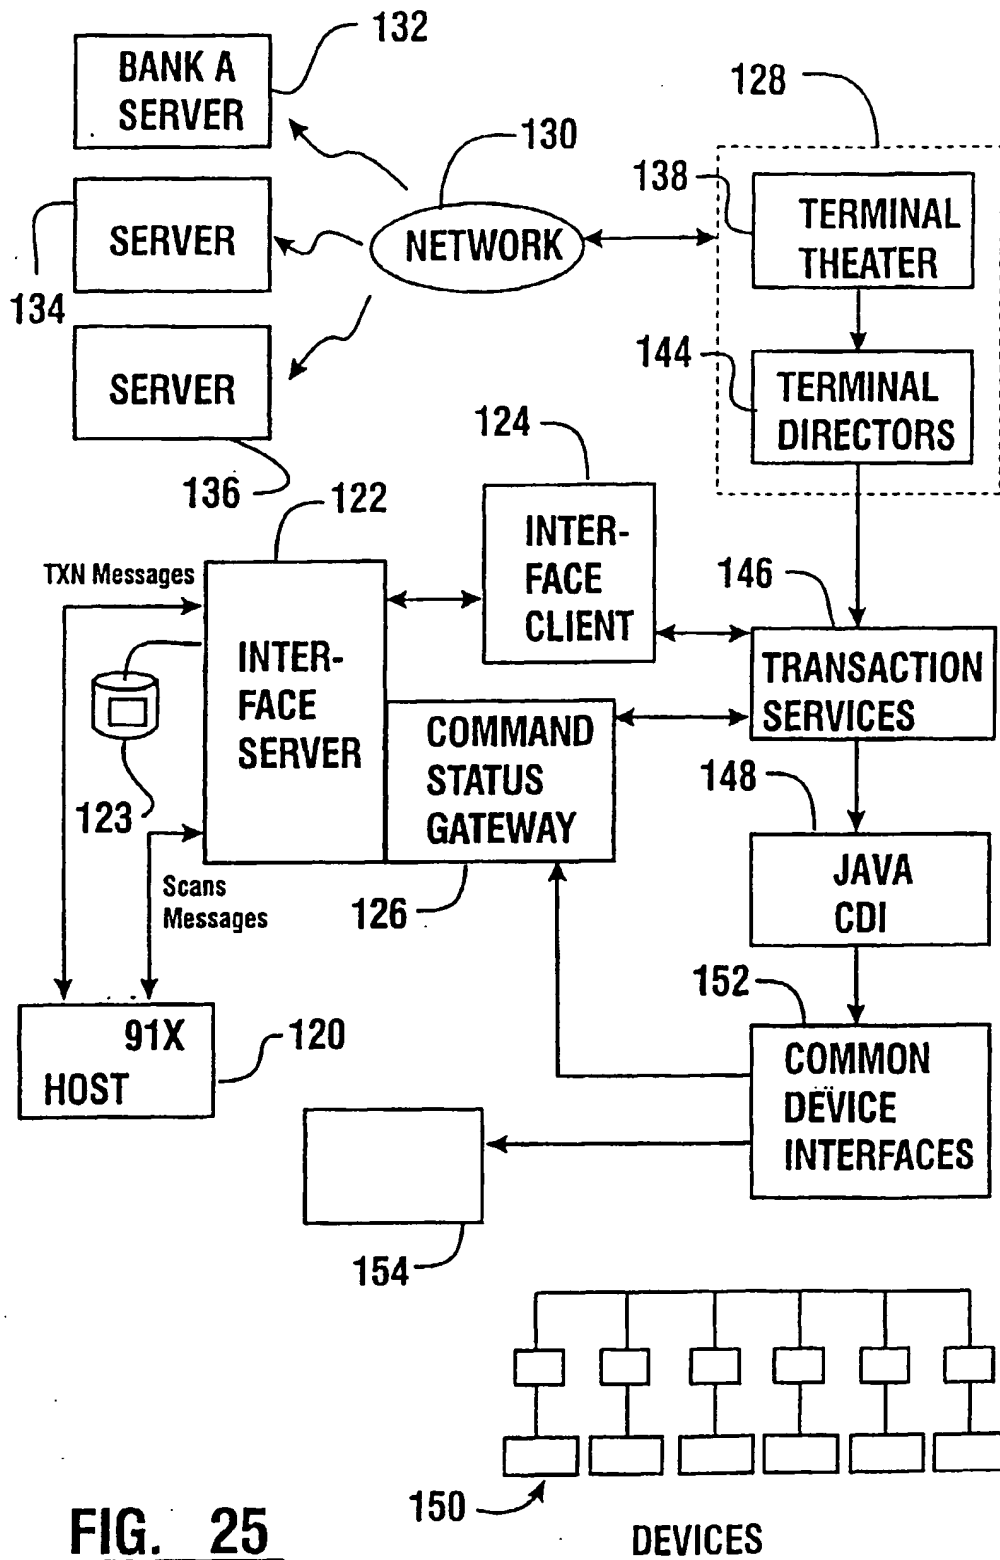 132
BANK A
SERVER
128
130
138
TERMINAL
THEATER
SERVER
NETWORK
134
144
SERVER
TERMINAL
DIRECTORS
124
136
122
INTER-
FACE
CLIENT
TXN Messages
146
INTER-
FACE
SERVER
TRANSACTION
SERVICES
COMMAND
STATUS
GATEWAY
123
148
Scans
Messages
126
JAVA
CDI
152
91X
HOST
120
COMMON
DEVICE
INTERFACES
154
150
DEVICES
FIG. 25